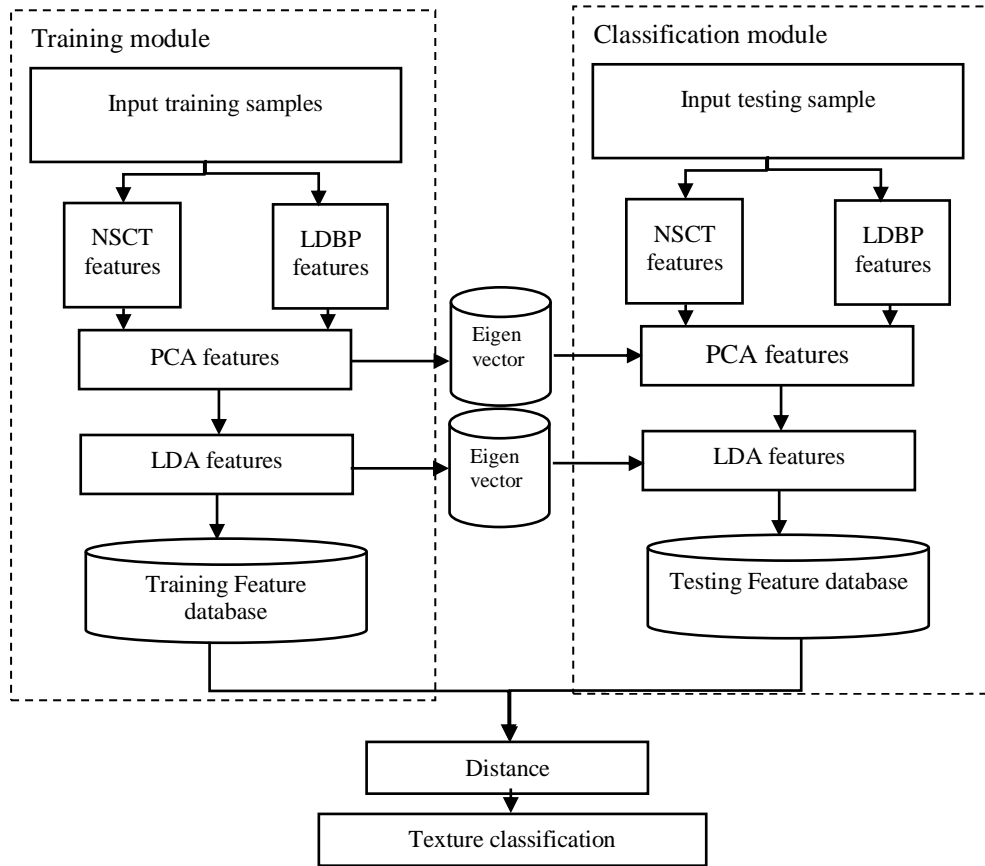 Training module
Input training samples
NSCT
features
LDBP
features
PCA features
LDA features
Training Feature
database
Eigen
vector
Eigen
vector
Classification module
Input testing sample
NSCT
features
LDBP
features
PCA features
LDA features
Testing Feature database
Distance
Texture classification